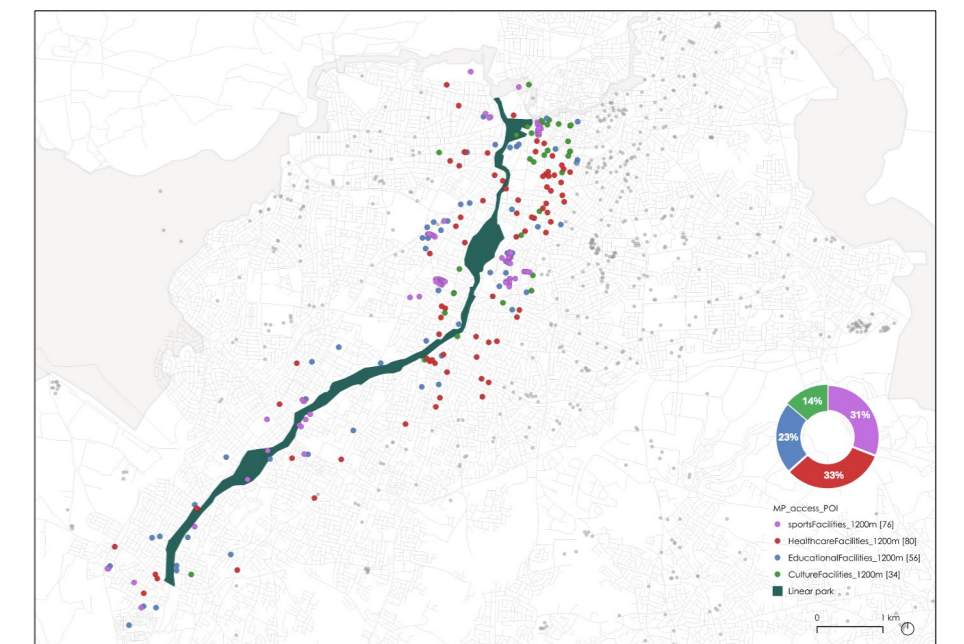 14%
31%
23%
33%
MP_access_POI
sportsFacilities_1200m [76]
HealthcareFacilities_1200m [80]
EducationalFacilities_1200m [56]
CultureFacilities_1200m [34]
Linear park
0 1 km